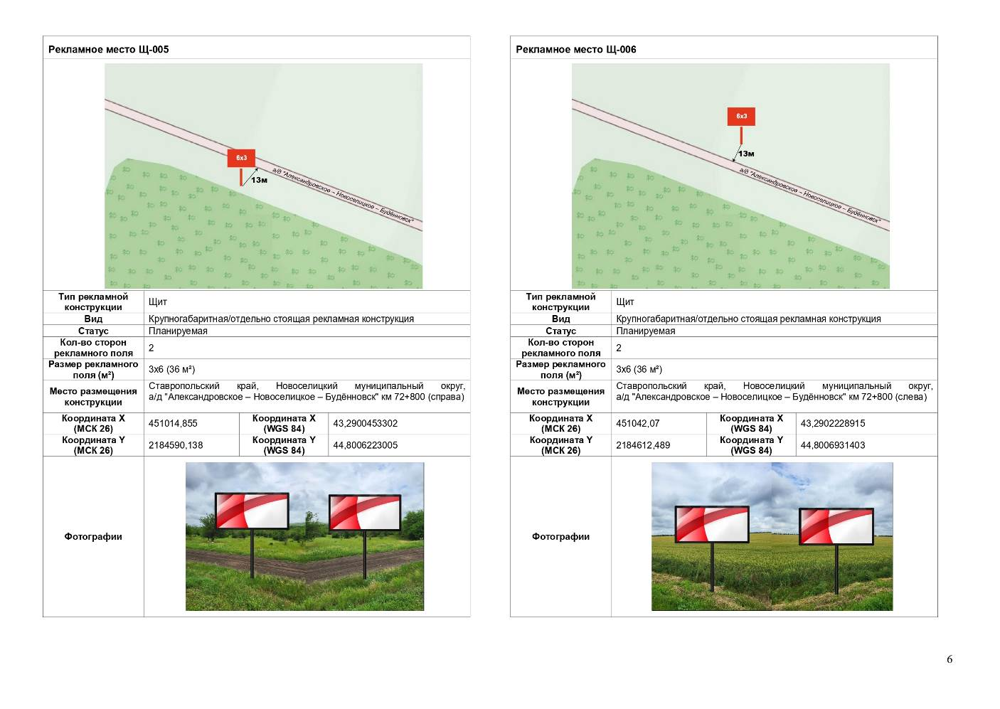 Рекламное место Щ-005
6х3
13м
а/д "Александровское – Новоселицкое – Будённовск"
Тип рекламной
конструкции
Щит
Вид
Крупногабаритная/отдельно стоящая рекламная конструкция
Статус
Планируемая
Кол-во сторон
рекламного поля
2
Размер рекламного
поля (м²)
3х6 (36 м²)
Место размещения
конструкции
Ставропольский край, Новоселицкий муниципальный округ,
а/д "Александровское – Новоселицкое – Будённовск" км 72+800 (справа)
Координата X
(МСК 26)
451014,855
Координата X
(WGS 84)
43,2900453302
Координата Y
(МСК 26)
2184590,138
Координата Y
(WGS 84)
44,8006223005
Фотографии
Рекламное место Щ-006
6х3
13м
а/д "Александровское – Новоселицкое – Будённовск"
Тип рекламной
конструкции
Щит
Вид
Крупногабаритная/отдельно стоящая рекламная конструкция
Статус
Планируемая
Кол-во сторон
рекламного поля
2
Размер рекламного
поля (м²)
3х6 (36 м²)
Место размещения
конструкции
Ставропольский край, Новоселицкий муниципальный округ,
а/д "Александровское – Новоселицкое – Будённовск" км 72+800 (слева)
Координата X
(МСК 26)
451042,07
Координата X
(WGS 84)
43,2902228915
Координата Y
(МСК 26)
2184612,489
Координата Y
(WGS 84)
44,8006931403
Фотографии
6